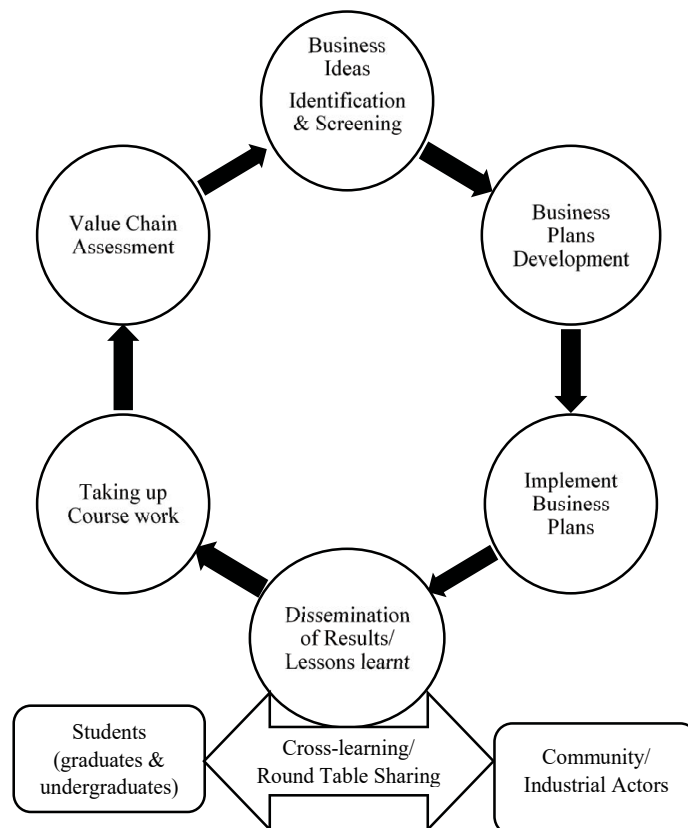 Business
Ideas
Identification
& Screening
Business
Plans
Development
Implement
Business
Plans
Dissemination
of Results/
Lessons learnt
Taking up
Course work
Value Chain
Assessment
Students
(graduates &
undergraduates)
Cross-learning/
Round Table Sharing
Community/
Industrial Actors